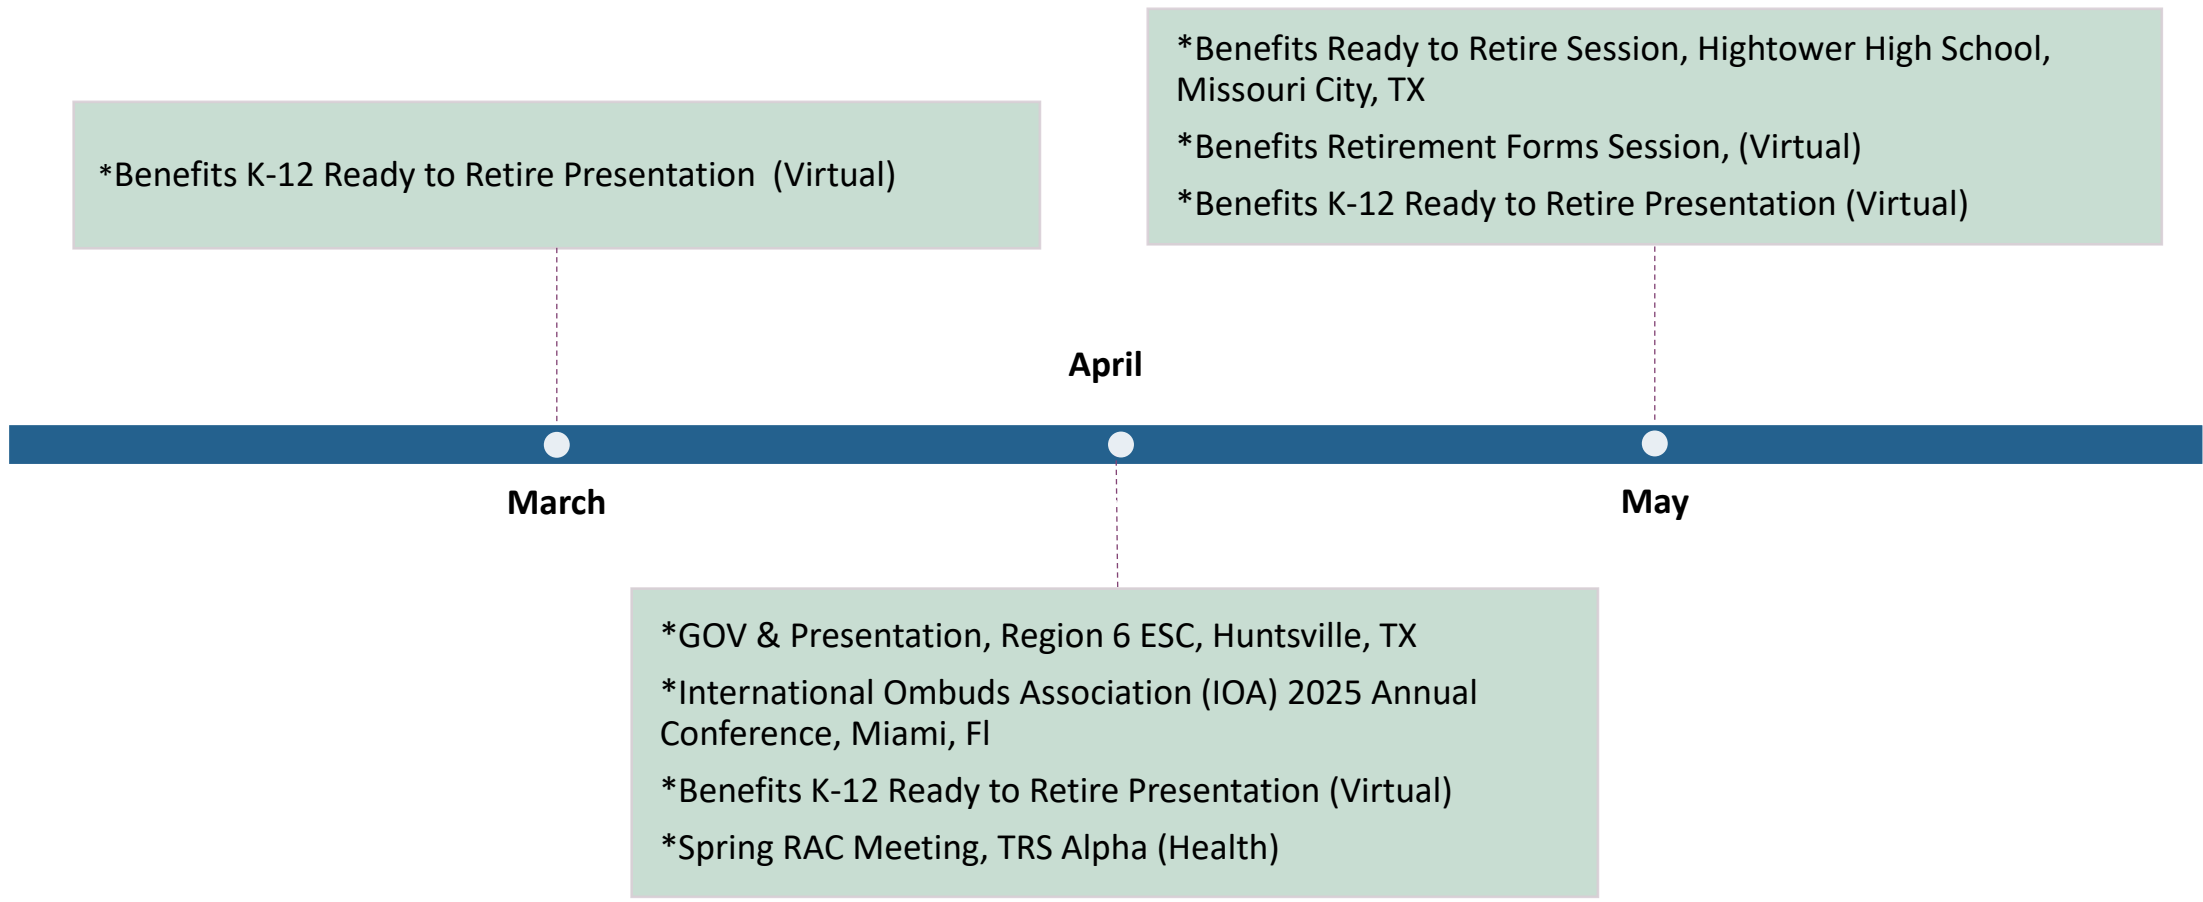 *Benefits Ready to Retire Session, Hightower High School,
Missouri City, TX
*Benefits Retirement Forms Session, (Virtual)
*Benefits K-12 Ready to Retire Presentation (Virtual)
*Benefits K-12 Ready to Retire Presentation  (Virtual)
April
March
May
*GOV & Presentation, Region 6 ESC, Huntsville, TX
*International Ombuds Association (IOA) 2025 Annual
Conference, Miami, Fl
*Benefits K-12 Ready to Retire Presentation (Virtual)
*Spring RAC Meeting, TRS Alpha (Health)